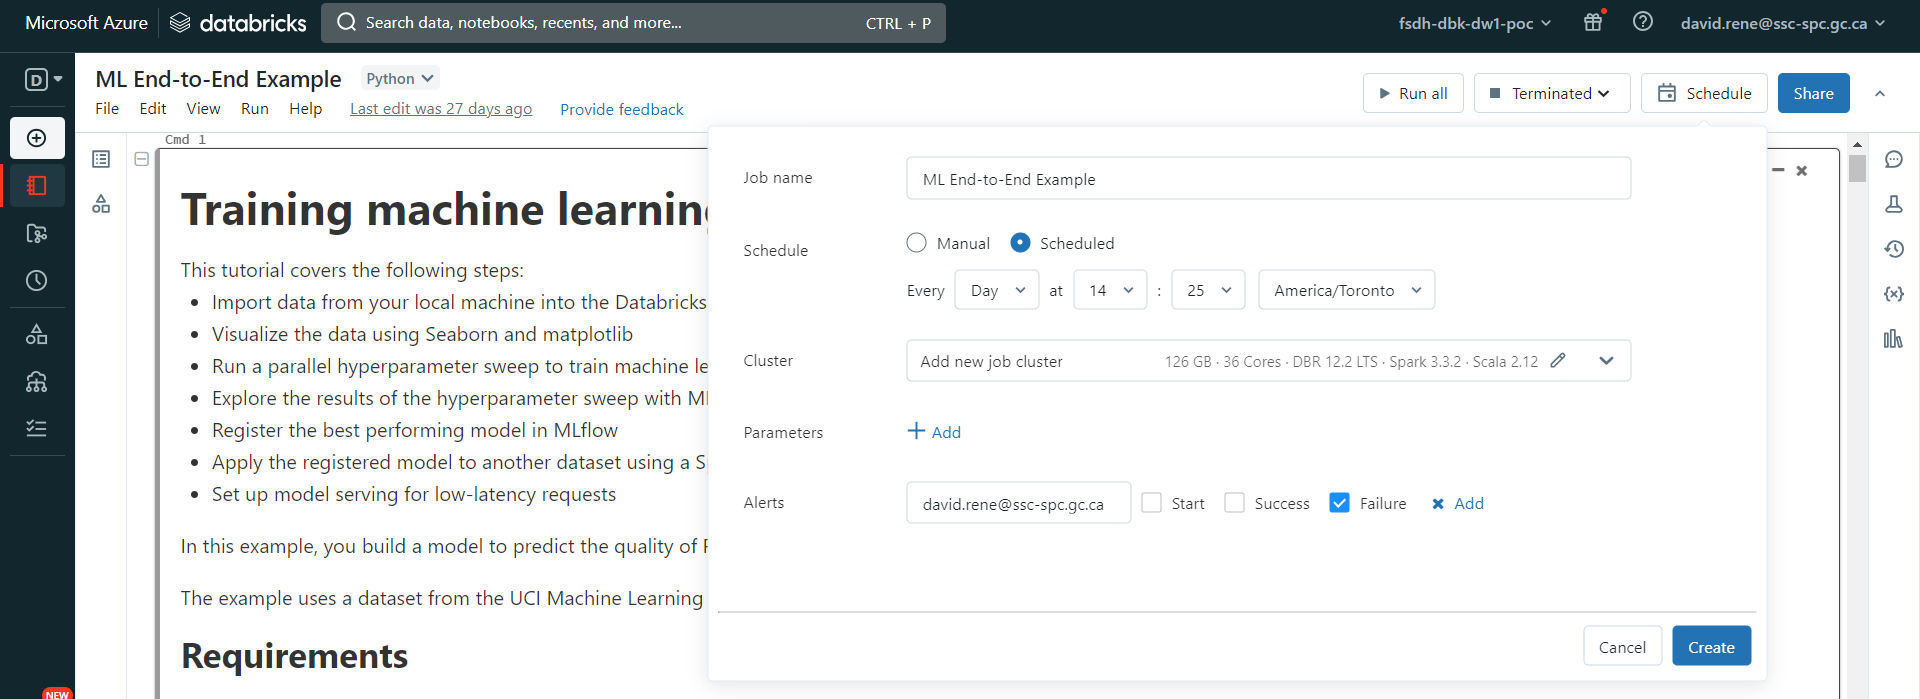 Microsoft Azure databricks Search data, notebooks, recents, and more... CTRL + P fsdh-dbk-dw1-poc david.rene@ssc-spc.gc.ca
D
ML End-to-End Example Python
File Edit View Run Help Last edit was 27 days ago Provide feedback
Run all Terminated Schedule Share
Cmd 1
Training machine learning
This tutorial covers the following steps:
Import data from your local machine into the Databricks
Visualize the data using Seaborn and matplotlib
Run a parallel hyperparameter sweep to train machine le
Explore the results of the hyperparameter sweep with Ml
Register the best performing model in MLflow
Apply the registered model to another dataset using a S
Set up model serving for low-latency requests
In this example, you build a model to predict the quality of
The example uses a dataset from the UCI Machine Learning
Requirements
NEW
Job name ML End-to-End Example
Schedule Manual Scheduled
Every Day at 14 : 25 America/Toronto
Cluster Add new job cluster 126 GB · 36 Cores · DBR 12.2 LTS · Spark 3.3.2 · Scala 2.12
Parameters Add
Alerts david.rene@ssc-spc.gc.ca Start Success Failure Add
Cancel Create